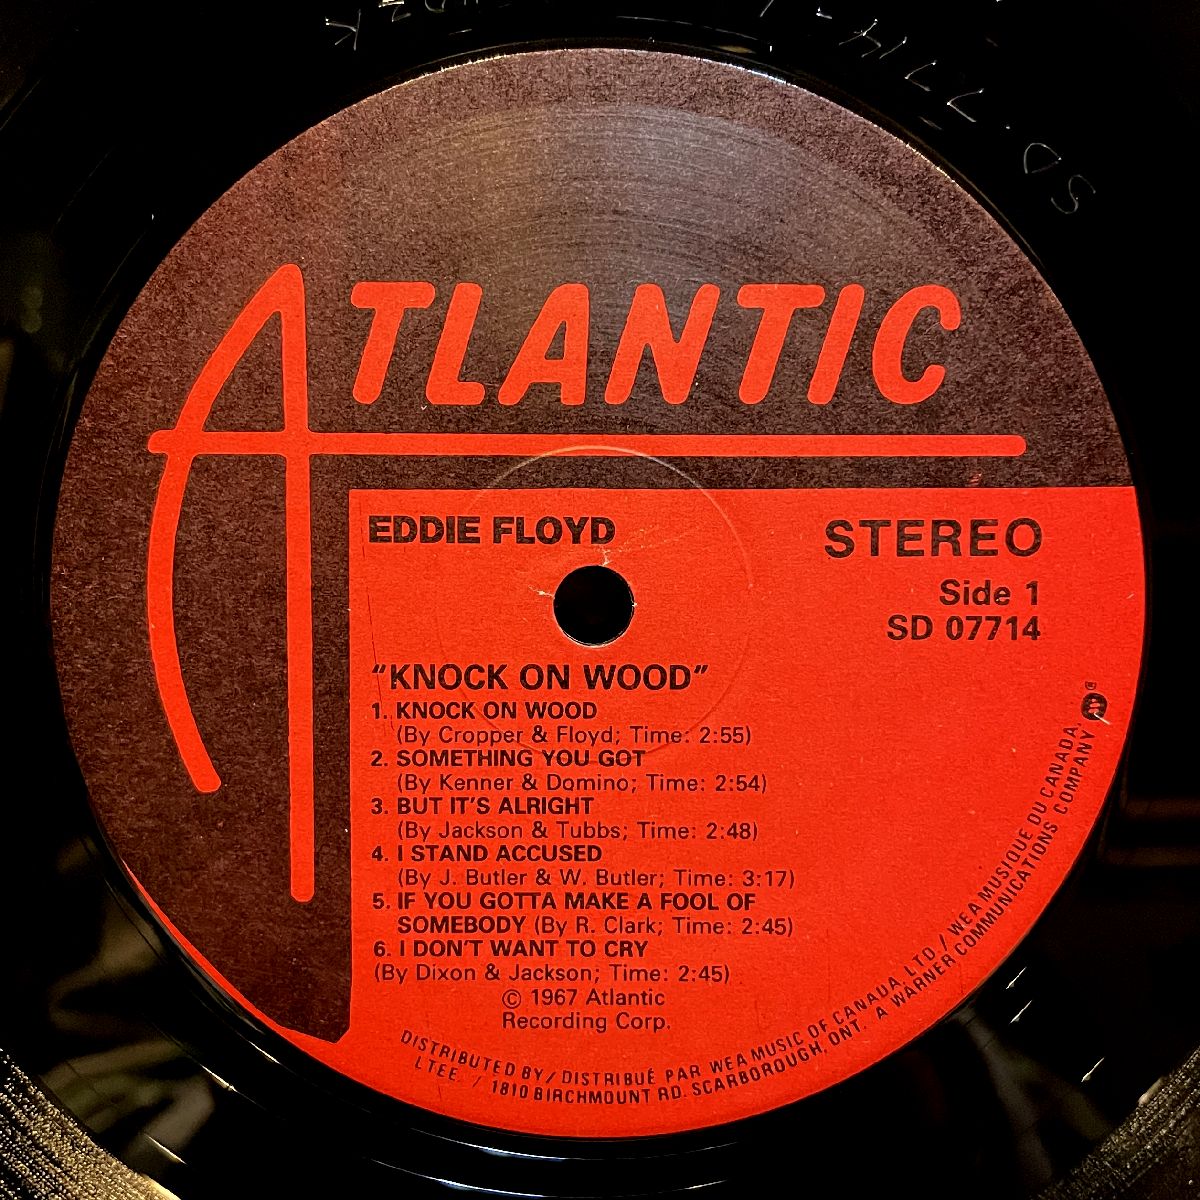 ATLANTIC
EDDIE FLOYD
STEREO
Side 1
SD 07714
“KNOCK ON WOOD”
1. KNOCK ON WOOD
(By Cropper & Floyd; Time: 2:55)
2. SOMETHING YOU GOT
(By Kenner & Domino; Time: 2:54)
3. BUT IT'S ALRIGHT
(By Jackson & Tubbs; Time: 2:48)
4. I STAND ACCUSED
(By J. Butler & W. Butler; Time: 3:17)
5. IF YOU GOTTA MAKE A FOOL OF
SOMEBODY (By R. Clark; Time: 2:45)
6. I DON'T WANT TO CRY
(By Dixon & Jackson; Time: 2:45)
© 1967 Atlantic
Recording Corp.
DISTRIBUTED BY / DISTRIBUÉ PAR WEA MUSIC OF CANADA, LTD / WEA MUSIQUE DU CANADA,
LTEE. / 1810 BIRCHMOUNT RD. SCARBOROUGH, ONT. A WARNER COMMUNICATIONS COMPANY